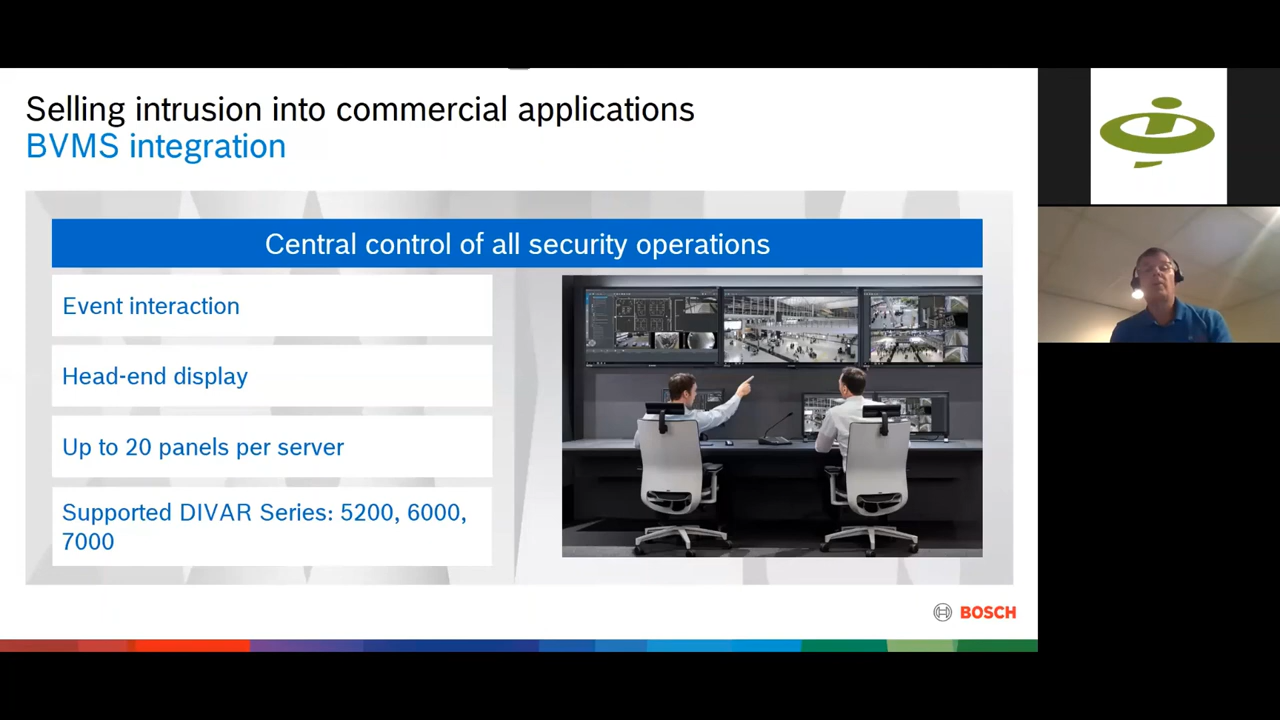 Selling intrusion into commercial applications
BVMS integration
Central control of all security operations
Event interaction
Head-end display
Up to 20 panels per server
Supported DIVAR Series: 5200, 6000,
7000
BOSCH